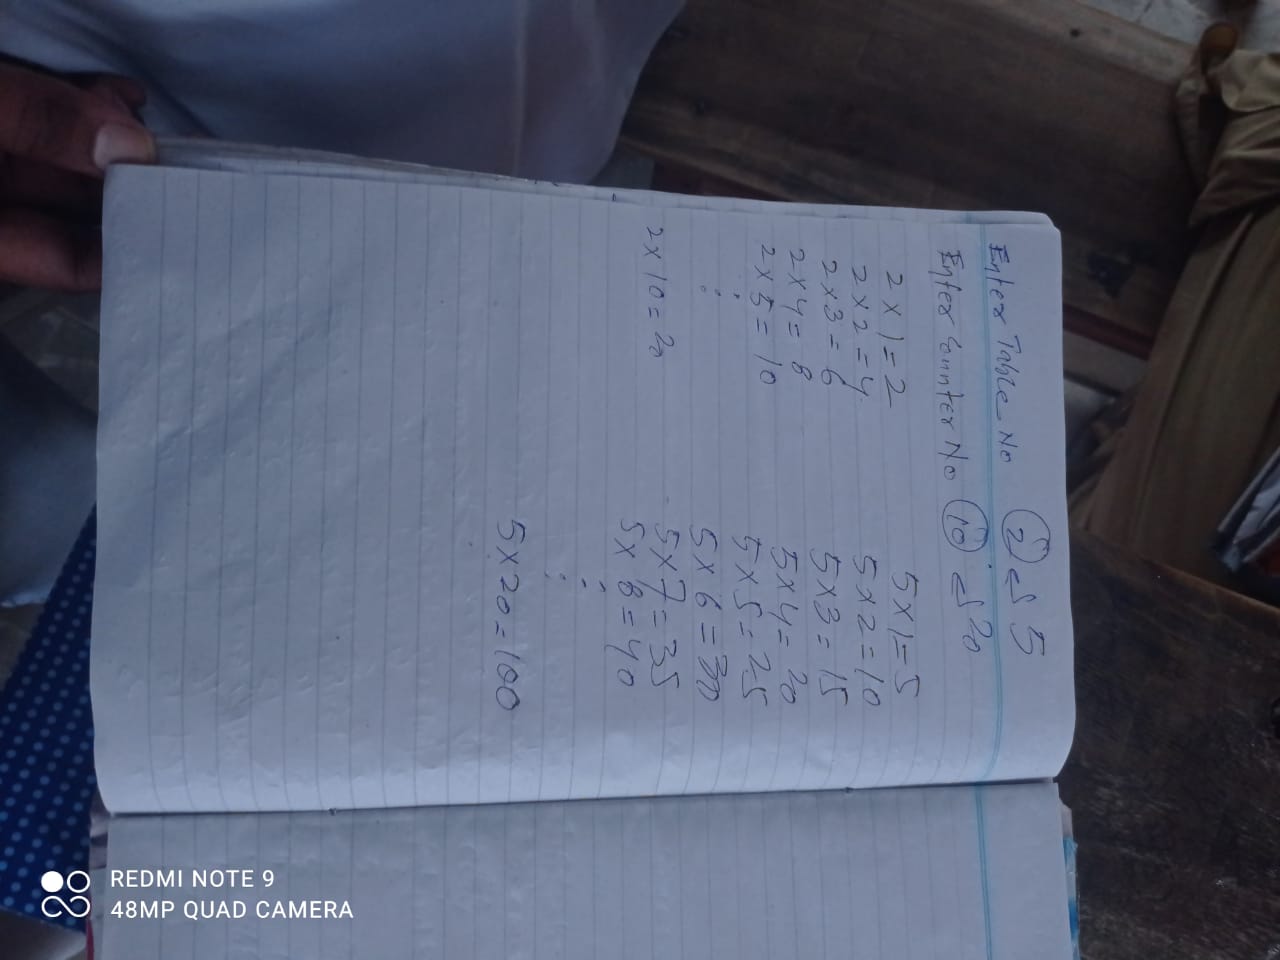 Enter Table No 2 5
Enter Counter No 10 20
2 x 1 = 2
2 x 2 = 4
2 x 3 = 6
2 x 4 = 8
2 x 5 = 10
:
2 x 10 = 20
5 x 1 = 5
5 x 2 = 10
5 x 3 = 15
5 x 4 = 20
5 x 5 = 25
5 x 6 = 30
5 x 7 = 35
5 x 8 = 40
:
5 x 20 = 100
REDMI NOTE 9
48MP QUAD CAMERA